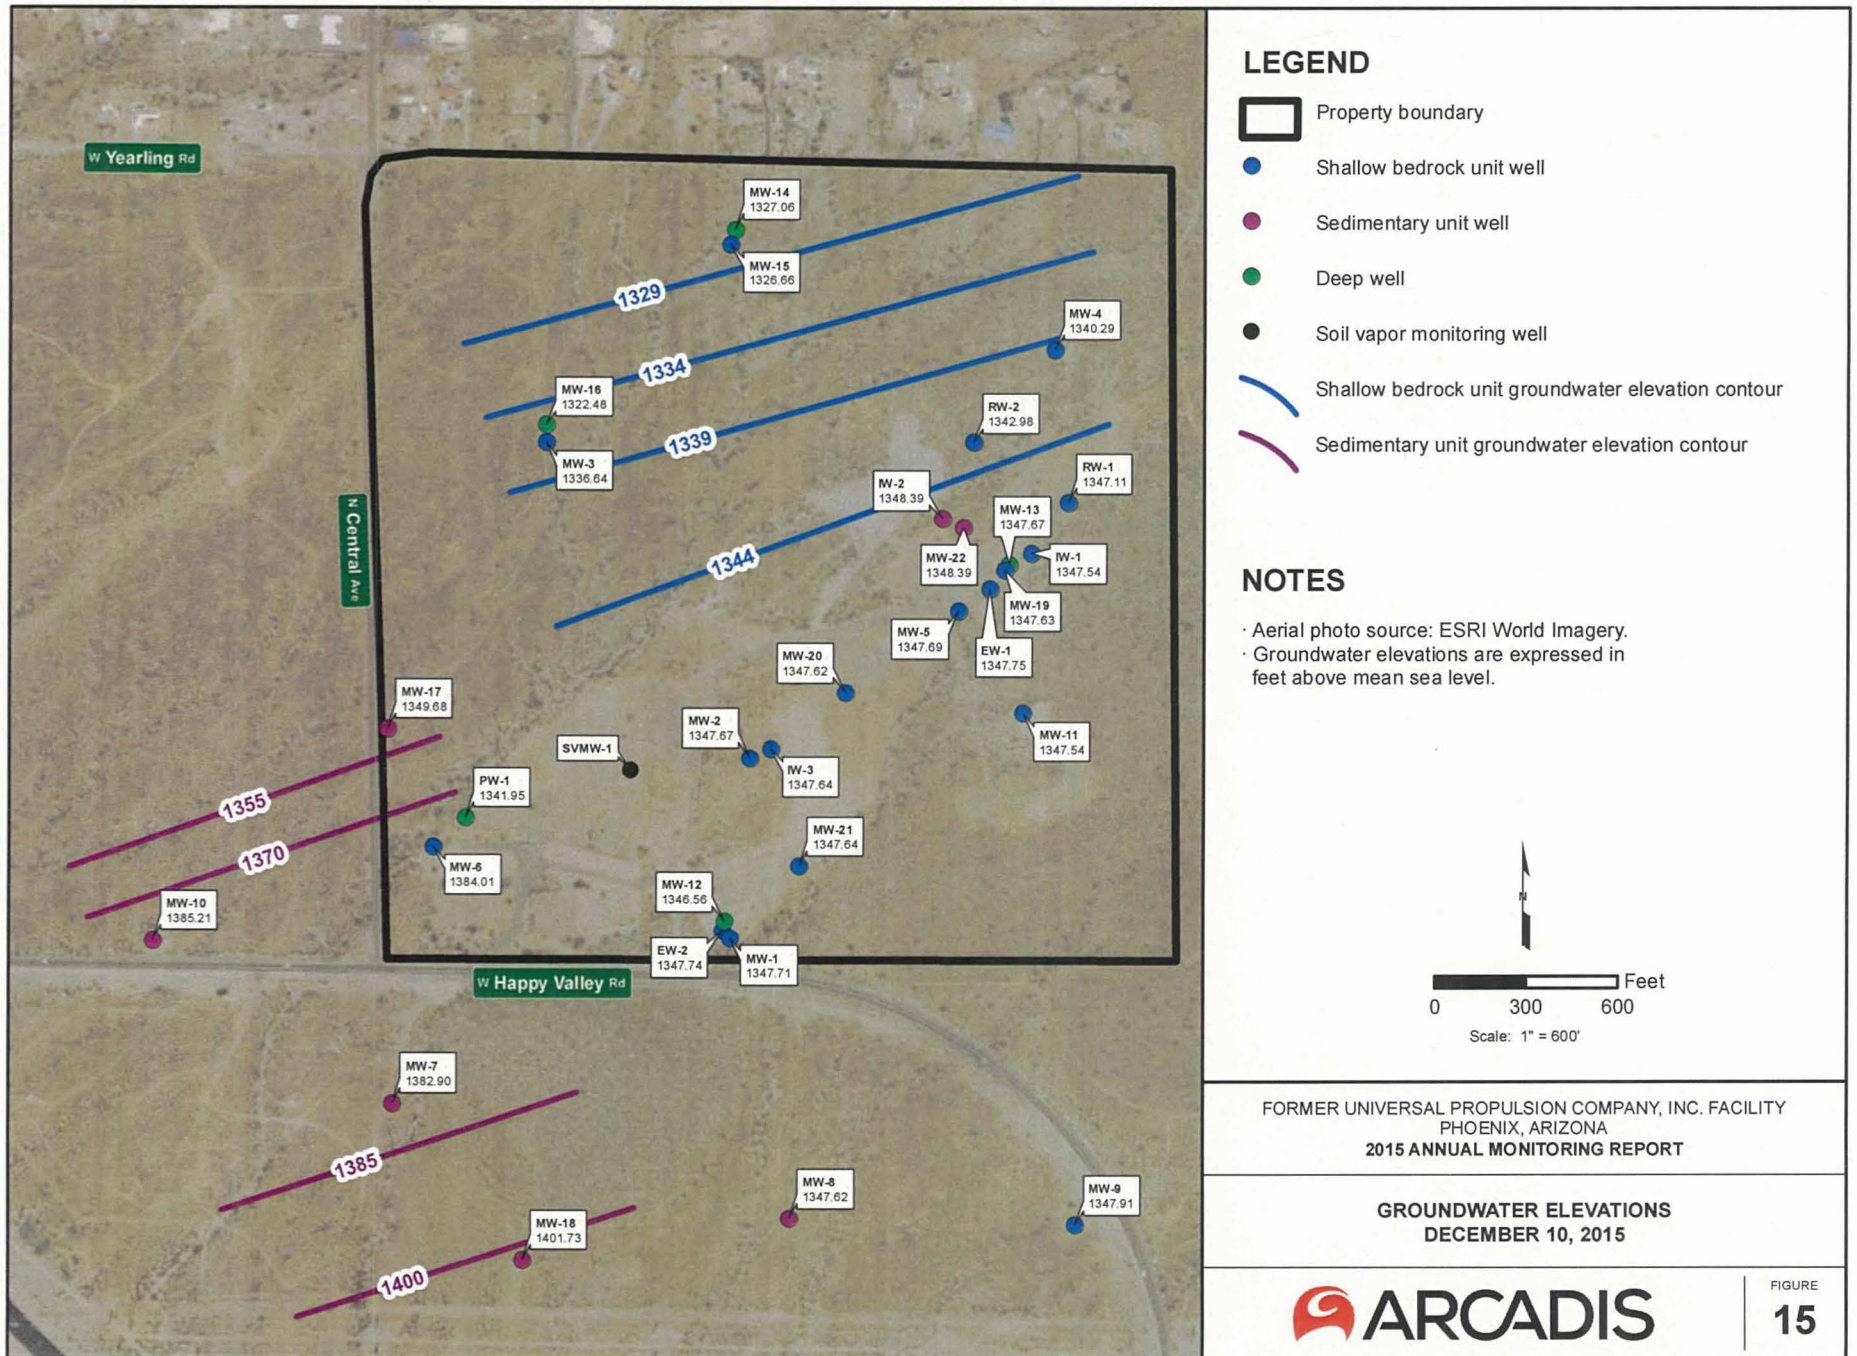 W Yearling Rd
MW-14
1327.06
MW-15
1326.66
1329
MW-4
1340.29
1334
MW-16
1322.48
RW-2
1342.98
1339
MW-3
1336.64
RW-1
1347.11
IW-2
1348.39
MW-13
1347.67
N Central Ave
1344
MW-22
1348.39
IW-1
1347.54
MW-19
1347.63
MW-5
1347.69
EW-1
1347.75
MW-20
1347.62
MW-17
1349.68
MW-2
1347.67
MW-11
1347.54
SVMW-1
IW-3
1347.64
PW-1
1341.95
1355
MW-21
1347.64
1370
MW-6
1384.01
MW-12
1346.56
MW-10
1385.21
EW-2
1347.74
MW-1
1347.71
W Happy Valley Rd
MW-7
1382.90
1385
MW-8
1347.62
MW-9
1347.91
MW-18
1401.73
1400
LEGEND
Property boundary
Shallow bedrock unit well
Sedimentary unit well
Deep well
Soil vapor monitoring well
Shallow bedrock unit groundwater elevation contour
Sedimentary unit groundwater elevation contour
NOTES
· Aerial photo source: ESRI World Imagery.
· Groundwater elevations are expressed in
feet above mean sea level.
N
Feet
0 300 600
Scale: 1" = 600'
FORMER UNIVERSAL PROPULSION COMPANY, INC. FACILITY
PHOENIX, ARIZONA
2015 ANNUAL MONITORING REPORT
GROUNDWATER ELEVATIONS
DECEMBER 10, 2015
ARCADIS
FIGURE
15